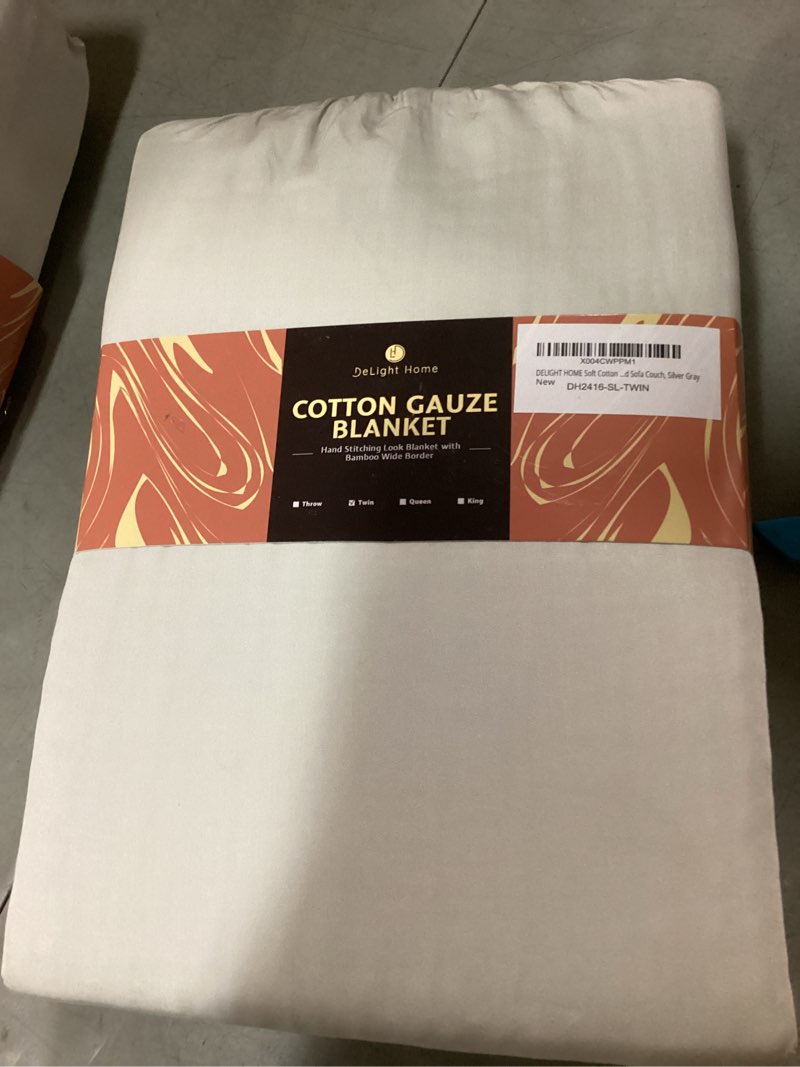 DeLight Home
COTTON GAUZE
BLANKET
Hand Stitching Look Blanket with
Bamboo Wide Border
Throw Twin Queen King
X004CWPPM1
DELIGHT HOME Soft Cotton ...d Sofa Couch, Silver Gray
New DH2416-SL-TWIN